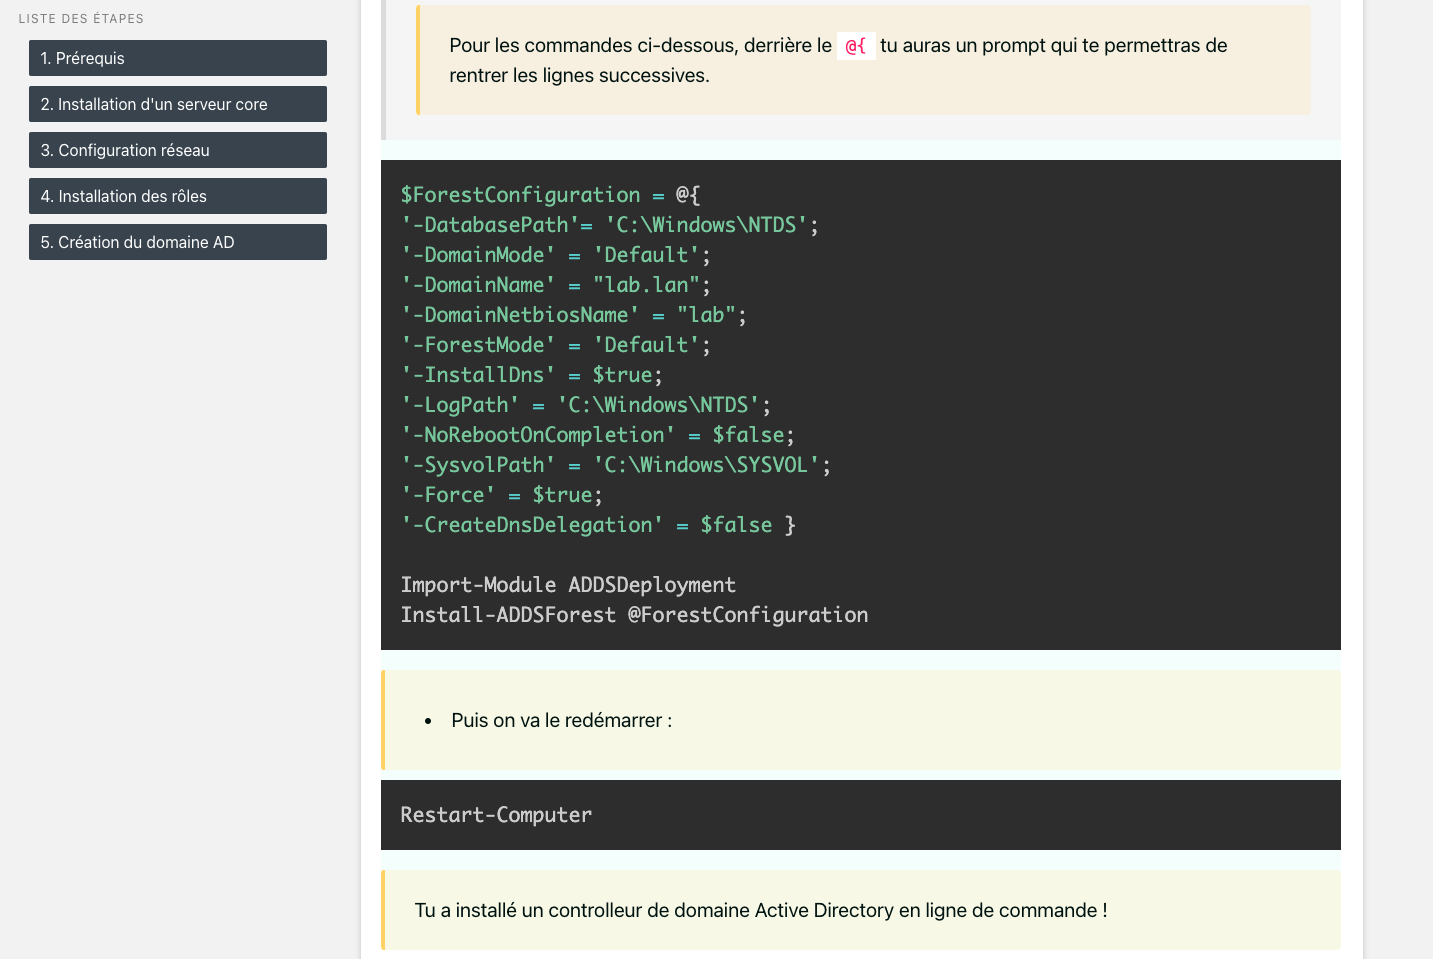 LISTE DES ÉTAPES
1. Prérequis
2. Installation d'un serveur core
3. Configuration réseau
4. Installation des rôles
5. Création du domaine AD
Pour les commandes ci-dessous, derrière le @{ tu auras un prompt qui te permettras de
rentrer les lignes successives.
$ForestConfiguration = @{
'-DatabasePath'= 'C:\Windows\NTDS';
'-DomainMode' = 'Default';
'-DomainName' = "lab.lan";
'-DomainNetbiosName' = "lab";
'-ForestMode' = 'Default';
'-InstallDns' = $true;
'-LogPath' = 'C:\Windows\NTDS';
'-NoRebootOnCompletion' = $false;
'-SysvolPath' = 'C:\Windows\SYSVOL';
'-Force' = $true;
'-CreateDnsDelegation' = $false }
Import-Module ADDSDeployment
Install-ADDSForest @ForestConfiguration
• Puis on va le redémarrer :
Restart-Computer
Tu a installé un controlleur de domaine Active Directory en ligne de commande !